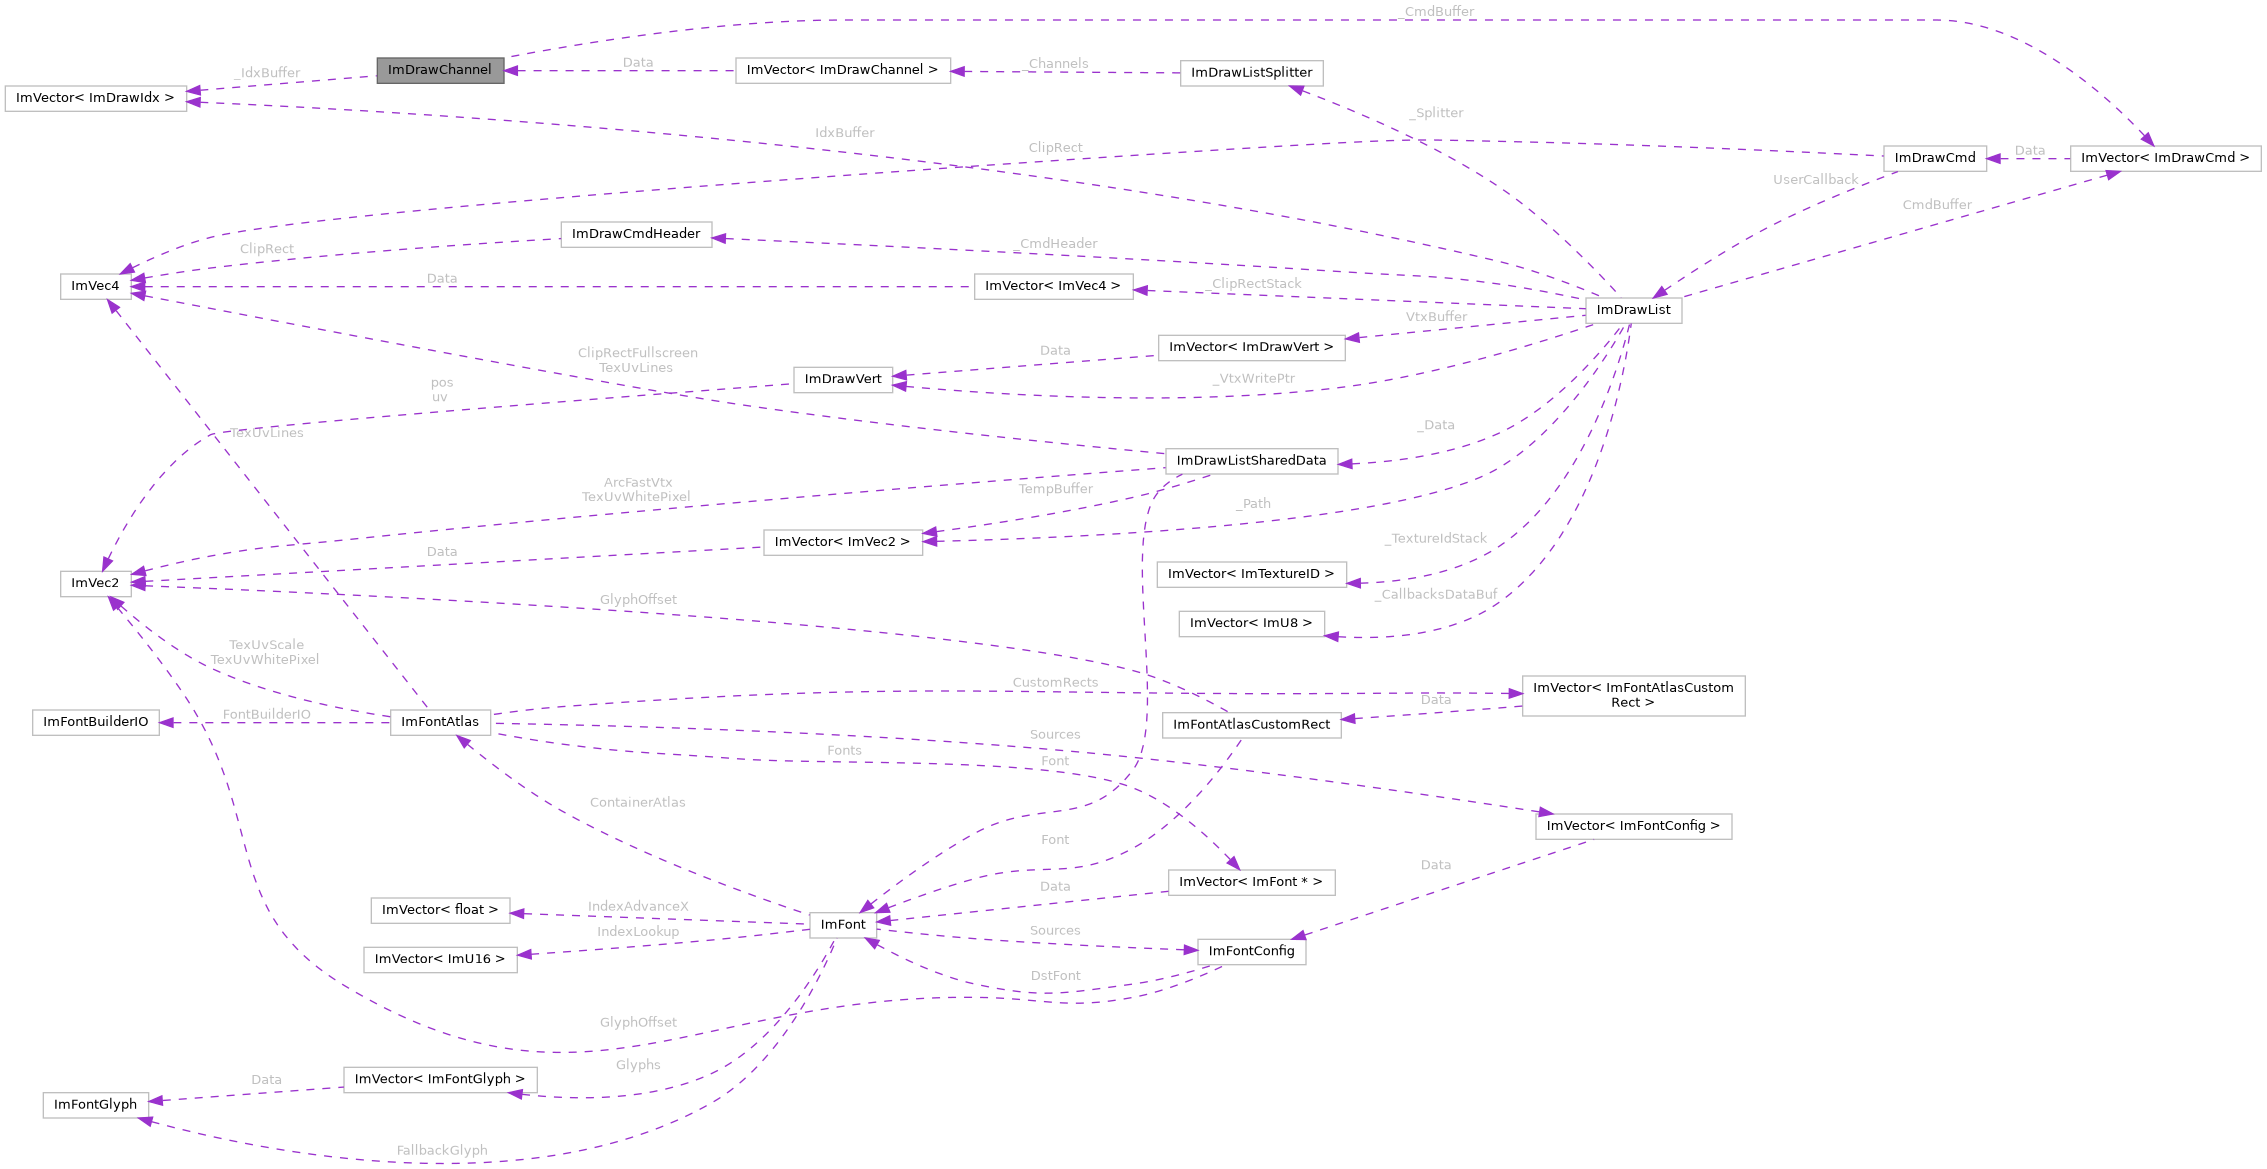 _CmdBuffer
ImDrawChannel
Data
ImVector< ImDrawChannel >
_Channels
ImDrawListSplitter
_IdxBuffer
ImVector< ImDrawIdx >
_Splitter
IdxBuffer
ClipRect
ImDrawCmd
Data
ImVector< ImDrawCmd >
UserCallback
CmdBuffer
ImDrawCmdHeader
_CmdHeader
ClipRect
Data
ImVec4
ImVector< ImVec4 >
_ClipRectStack
ImDrawList
VtxBuffer
ImVector< ImDrawVert >
Data
ClipRectFullscreen
TexUvLines
ImDrawVert
_VtxWritePtr
pos
uv
TexUvLines
_Data
ImDrawListSharedData
ArcFastVtx
TexUvWhitePixel
TempBuffer
_Path
ImVector< ImVec2 >
_TextureIdStack
Data
ImVector< ImTextureID >
ImVec2
GlyphOffset
_CallbacksDataBuf
ImVector< ImU8 >
TexUvScale
TexUvWhitePixel
CustomRects
ImVector< ImFontAtlasCustom
Rect >
Data
FontBuilderIO
ImFontBuilderIO
ImFontAtlas
ImFontAtlasCustomRect
Sources
Fonts
Font
ContainerAtlas
ImVector< ImFontConfig >
Font
Data
ImVector< ImFont * >
Data
IndexAdvanceX
ImVector< float >
ImFont
IndexLookup
Sources
ImVector< ImU16 >
ImFontConfig
DstFont
GlyphOffset
Glyphs
ImVector< ImFontGlyph >
Data
ImFontGlyph
FallbackGlyph